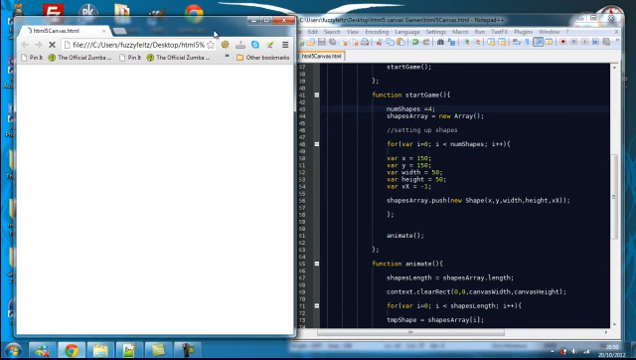 C:\Users\fuzzyfeltz\Desktop\html5 canvas Games\html5Canvas.html - Notepad++
html5Canvas.html
Search View Encoding Language Settings Macro Run TextFX Plugins Window ?
file:///C:/Users/fuzzyfeltz/Desktop/html5%
Pin It The Official Zumba Pin It The Official Zumba Other bookmarks
html5Canvas.html
startGame();
};
function startGame(){
numShapes =4;
shapesArray = new Array();
//setting up shapes
for(var i=0; i < numShapes; i++){
var x = 150;
var y = 150;
var width = 50;
var height = 50;
var vX = -1;
shapesArray.push(new Shape(x,y,width,height,vX));
};
animate();
};
function animate(){
shapesLength = shapesArray.length;
context.clearRect(0,0,canvasWidth,canvasHeight);
for(var i=0; i < shapesLength; i++){
tmpShape = shapesArray[i];
20:50
20/10/2012